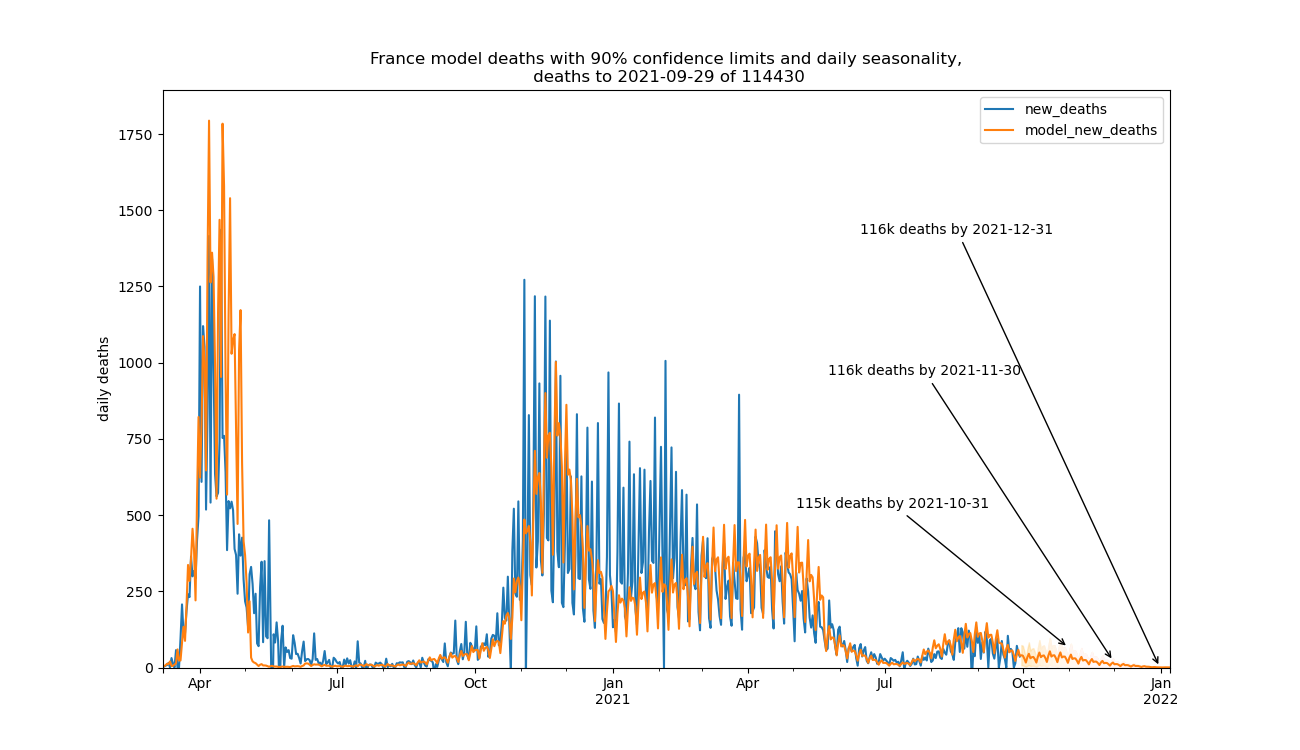 France model deaths with 90% confidence limits and daily seasonality,
deaths to 2021-09-29 of 114430
new_deaths
model_new_deaths
daily deaths
1750
1500
1250
1000
750
500
250
0
116k deaths by 2021-12-31
116k deaths by 2021-11-30
115k deaths by 2021-10-31
Apr Jul Oct Jan Apr Jul Oct Jan
2021 2022